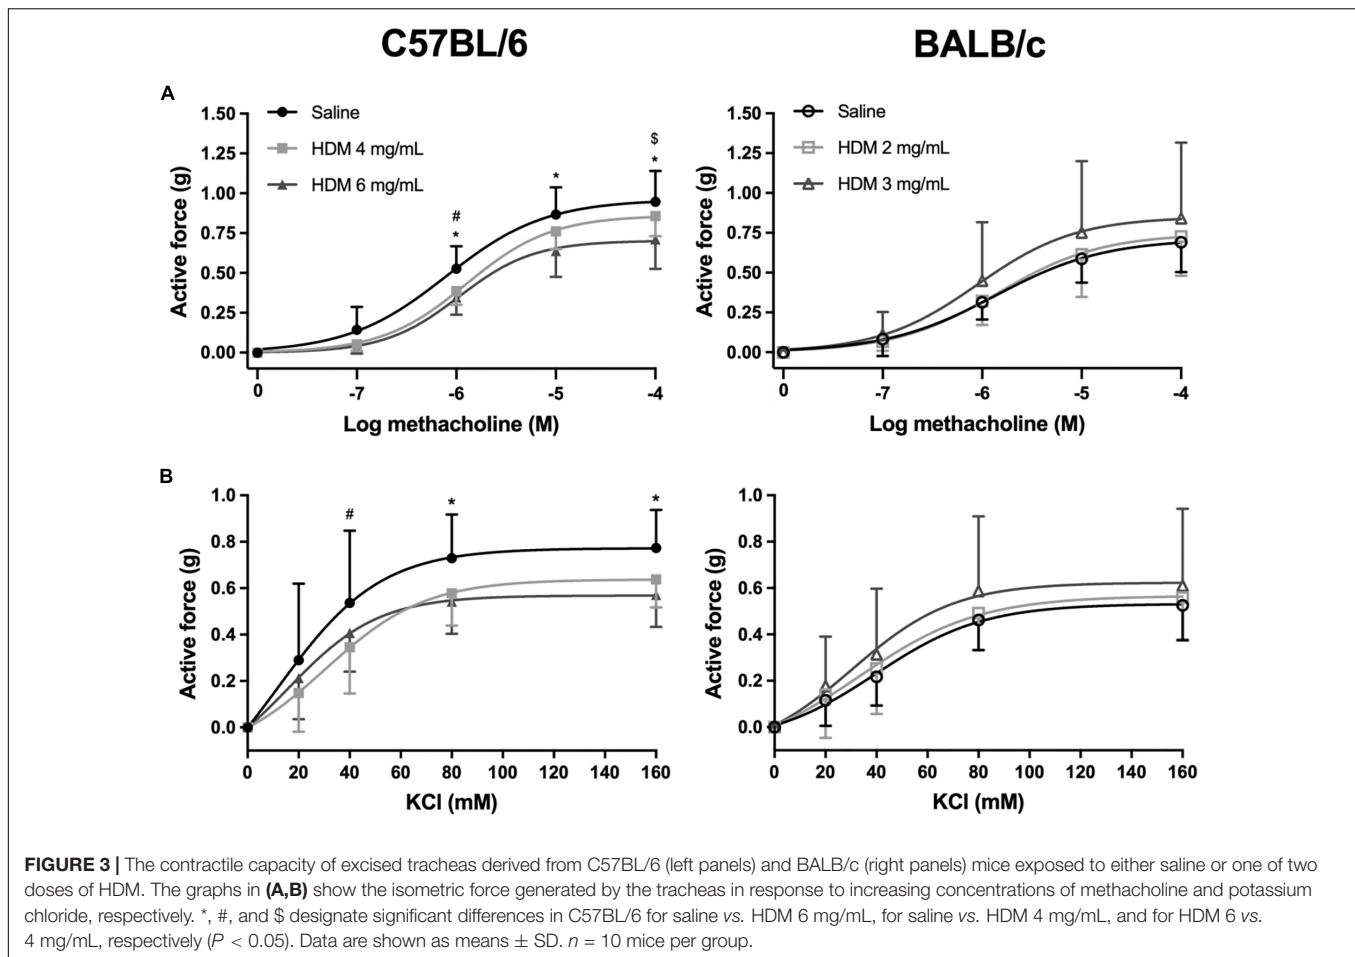 C57BL/6
BALB/c
A
1.50
1.25
1.00
0.75
0.50
0.25
0.00
Active force (g)
Saline
HDM 4 mg/mL
HDM 6 mg/mL
#
*
*
$
*
0 -7 -6 -5 -4
Log methacholine (M)
1.50
1.25
1.00
0.75
0.50
0.25
0.00
Active force (g)
Saline
HDM 2 mg/mL
HDM 3 mg/mL
0 -7 -6 -5 -4
Log methacholine (M)
B
1.0
0.8
0.6
0.4
0.2
0.0
Active force (g)
#
*
*
0 20 40 60 80 100 120 140 160
KCl (mM)
1.0
0.8
0.6
0.4
0.2
0.0
Active force (g)
0 20 40 60 80 100 120 140 160
KCl (mM)
FIGURE 3 | The contractile capacity of excised tracheas derived from C57BL/6 (left panels) and BALB/c (right panels) mice exposed to either saline or one of two
doses of HDM. The graphs in (A,B) show the isometric force generated by the tracheas in response to increasing concentrations of methacholine and potassium
chloride, respectively. *, #, and $ designate significant differences in C57BL/6 for saline vs. HDM 6 mg/mL, for saline vs. HDM 4 mg/mL, and for HDM 6 vs.
4 mg/mL, respectively (P < 0.05). Data are shown as means ± SD. n = 10 mice per group.